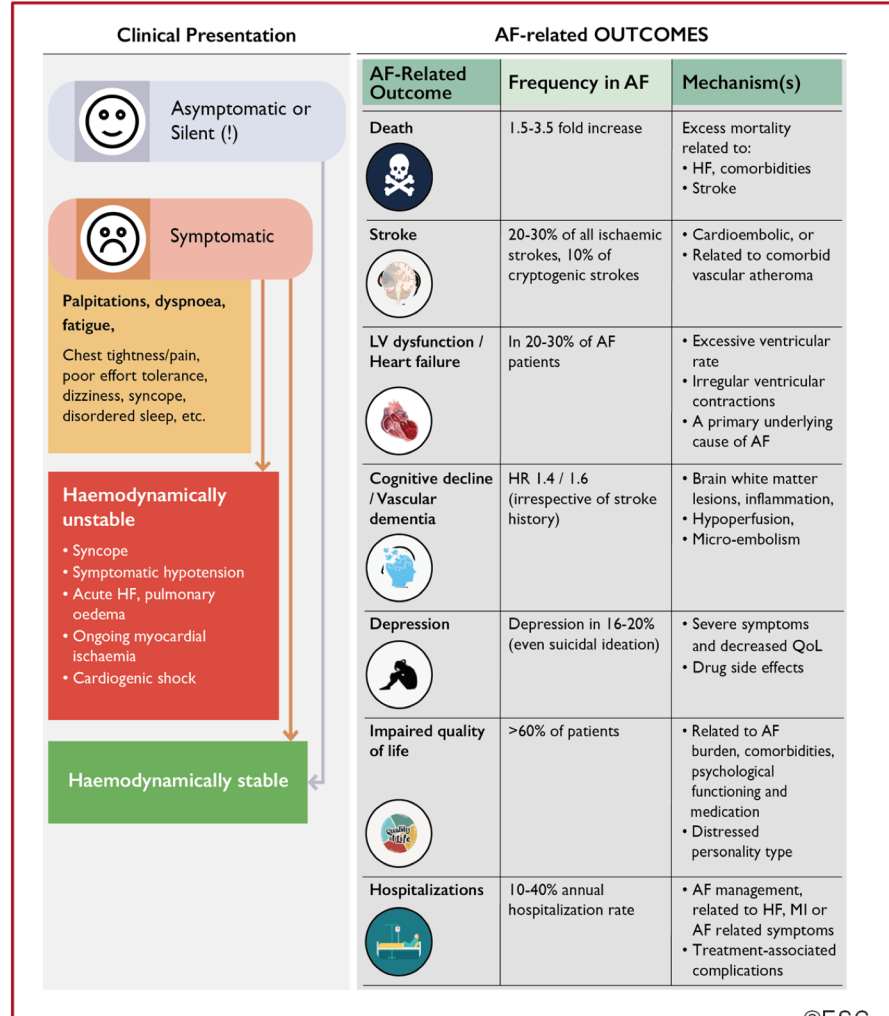 Clinical Presentation
AF-related OUTCOMES
Asymptomatic or
Silent (!)
Symptomatic
Palpitations, dyspnoea,
fatigue,
Chest tightness/pain,
poor effort tolerance,
dizziness, syncope,
disordered sleep, etc.
Haemodynamically
unstable
• Syncope
• Symptomatic hypotension
• Acute HF, pulmonary
oedema
• Ongoing myocardial
ischaemia
• Cardiogenic shock
Haemodynamically stable
AF-Related
Outcome
Frequency in AF
Mechanism(s)
Death
1.5-3.5 fold increase
Excess mortality
related to:
• HF, comorbidities
• Stroke
Stroke
20-30% of all ischaemic
strokes, 10% of
cryptogenic strokes
• Cardioembolic, or
• Related to comorbid
vascular atheroma
LV dysfunction /
Heart failure
In 20-30% of AF
patients
• Excessive ventricular
rate
• Irregular ventricular
contractions
• A primary underlying
cause of AF
Cognitive decline
/ Vascular
dementia
HR 1.4 / 1.6
(irrespective of stroke
history)
• Brain white matter
lesions, inflammation,
• Hypoperfusion,
• Micro-embolism
Depression
Depression in 16-20%
(even suicidal ideation)
• Severe symptoms
and decreased QoL
• Drug side effects
Impaired quality
of life
>60% of patients
• Related to AF
burden, comorbidities,
psychological
functioning and
medication
• Distressed
personality type
Quality
of Life
Hospitalizations
10-40% annual
hospitalization rate
• AF management,
related to HF, MI or
AF related symptoms
• Treatment-associated
complications
©ESC